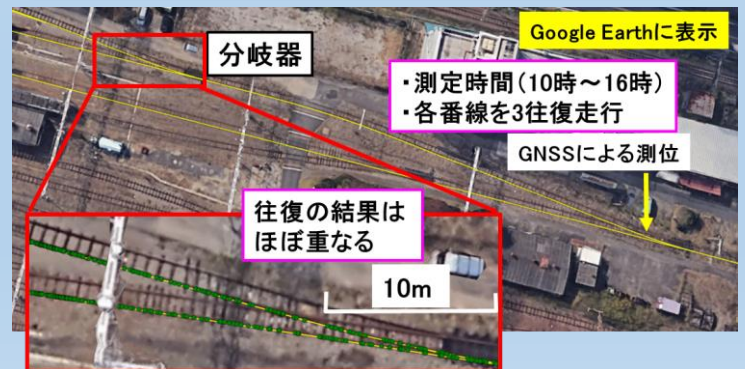 Google Earthに表示
分岐器
・測定時間(10時～16時)
・各番線を3往復走行
GNSSによる測位
往復の結果は
ほぼ重なる
10m